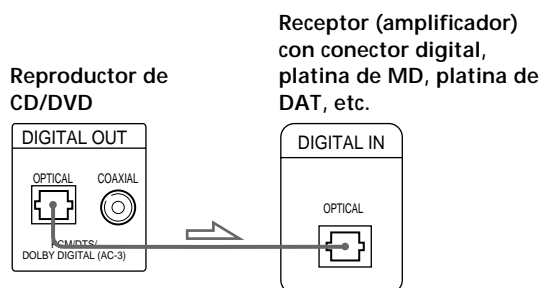 Reproductor de
CD/DVD
Receptor (amplificador)
con conector digital,
platina de MD, platina de
DAT, etc.
DIGITAL OUT
OPTICAL
COAXIAL
PCM/DTS/
DOLBY DIGITAL (AC-3)
DIGITAL IN
OPTICAL